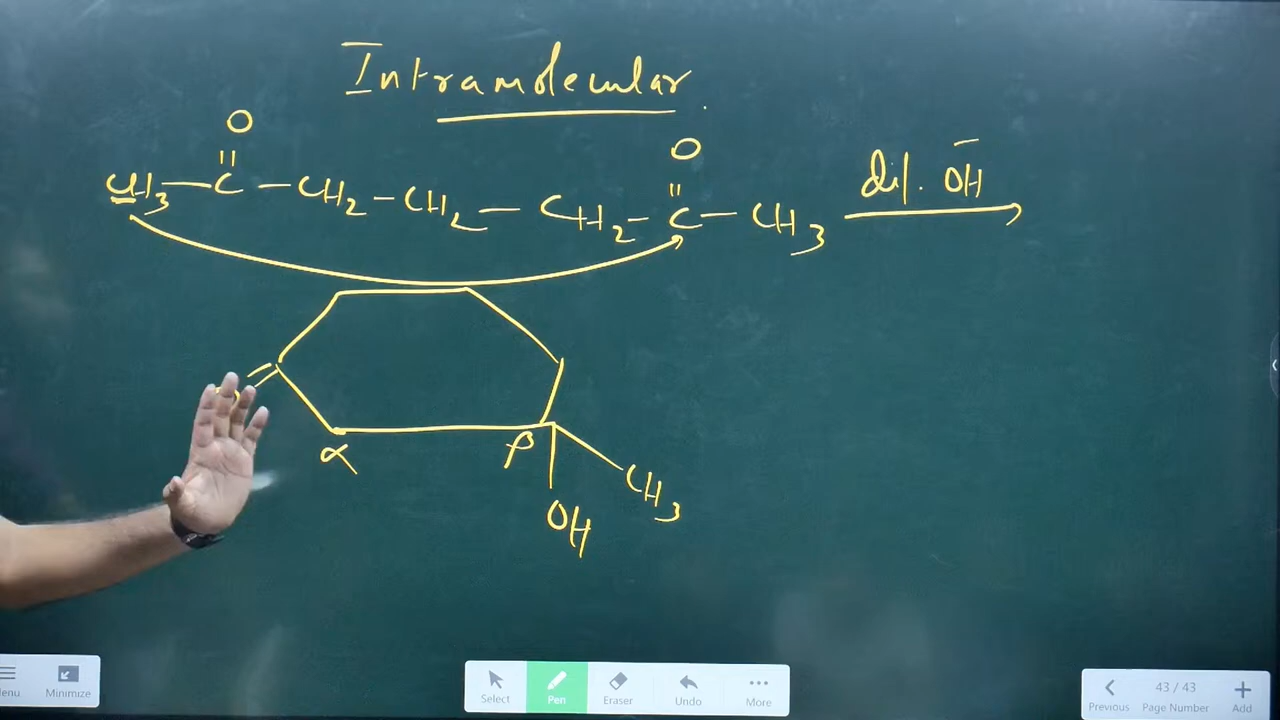 Intramolecular
O O
CH3—C—CH2—CH2—CH2—C—CH3 dil. OH⁻
α β
CH3
OH
enu Minimize Select Pen Eraser Undo More Previous 43 / 43 Page Number Add